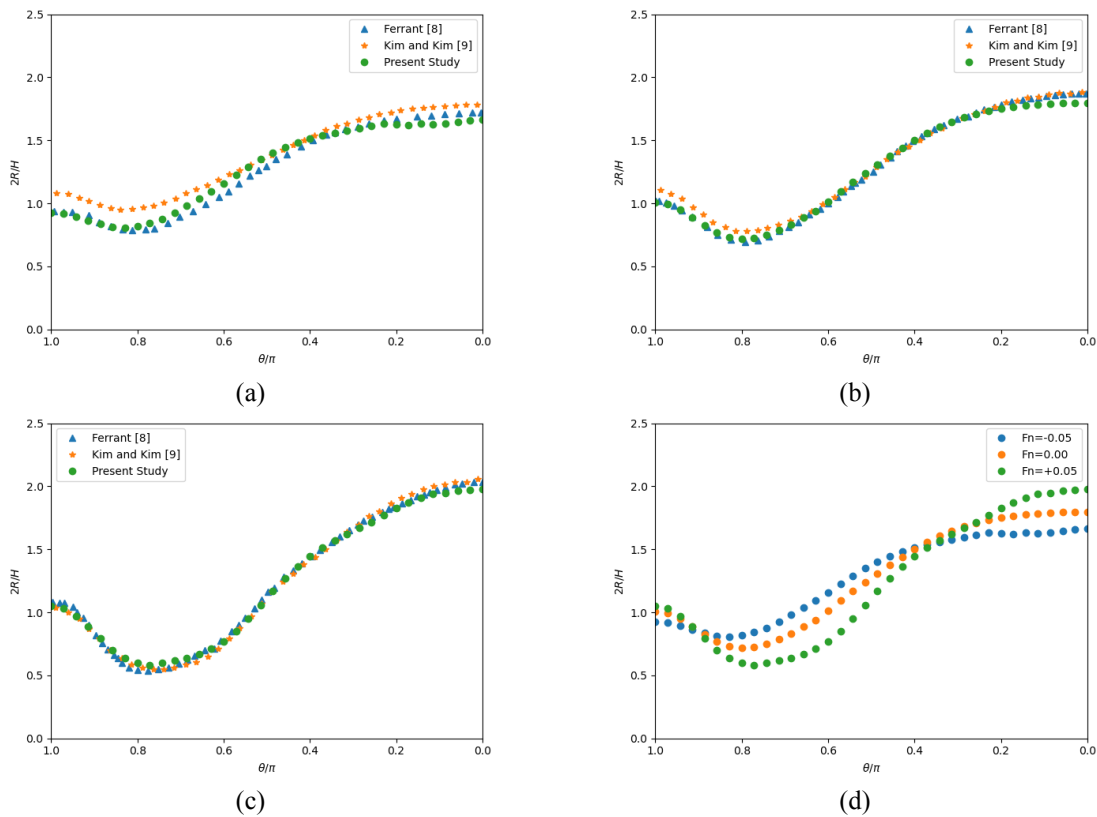 2.5
2.0
1.5
1.0
0.5
0.0
2R/H
1.0 0.8 0.6 0.4 0.2 0.0
θ/π
Ferrant [8]
Kim and Kim [9]
Present Study
(a)
2.5
2.0
1.5
1.0
0.5
0.0
2R/H
1.0 0.8 0.6 0.4 0.2 0.0
θ/π
Ferrant [8]
Kim and Kim [9]
Present Study
(b)
2.5
2.0
1.5
1.0
0.5
0.0
2R/H
1.0 0.8 0.6 0.4 0.2 0.0
θ/π
Ferrant [8]
Kim and Kim [9]
Present Study
(c)
2.5
2.0
1.5
1.0
0.5
0.0
2R/H
1.0 0.8 0.6 0.4 0.2 0.0
θ/π
Fn=-0.05
Fn=0.00
Fn=+0.05
(d)